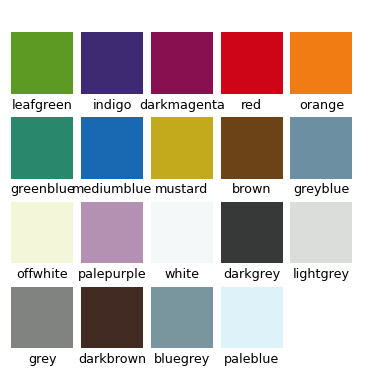 leafgreen indigo darkmagenta red orange
greenblue mediumblue mustard brown greyblue
offwhite palepurple white darkgrey lightgrey
grey darkbrown bluegrey paleblue